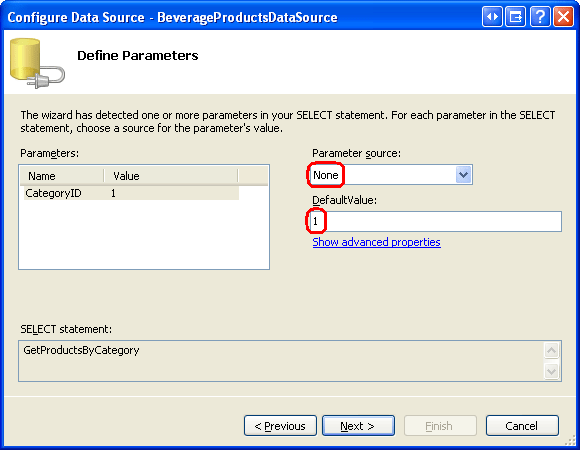 Configure Data Source - BeverageProductsDataSource
Define Parameters
The wizard has detected one or more parameters in your SELECT statement. For each parameter in the SELECT
statement, choose a source for the parameter's value.
Parameters:
Name Value
CategoryID 1
Parameter source:
None
DefaultValue:
1
Show advanced properties
SELECT statement:
GetProductsByCategory
< Previous Next > Finish Cancel